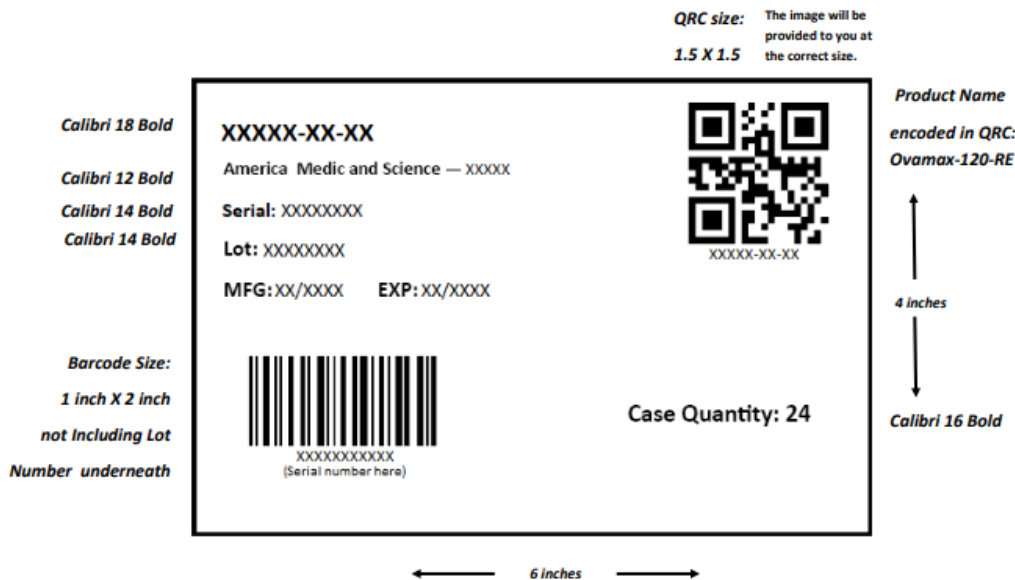 QRC size:
1.5 X 1.5
The image will be
provided to you at
the correct size.
Calibri 18 Bold
Calibri 12 Bold
Calibri 14 Bold
Calibri 14 Bold
XXXXX-XX-XX
America Medic and Science — XXXXX
Serial: XXXXXXXX
Lot: XXXXXXXX
MFG:XX/XXXX EXP:XX/XXXX
XXXXX-XX-XX
Product Name
encoded in QRC:
Ovamax-120-RE
4 inches
Barcode Size:
1 inch X 2 inch
not Including Lot
Number underneath
XXXXXXXXXXX
(Serial number here)
Case Quantity: 24
Calibri 16 Bold
6 inches